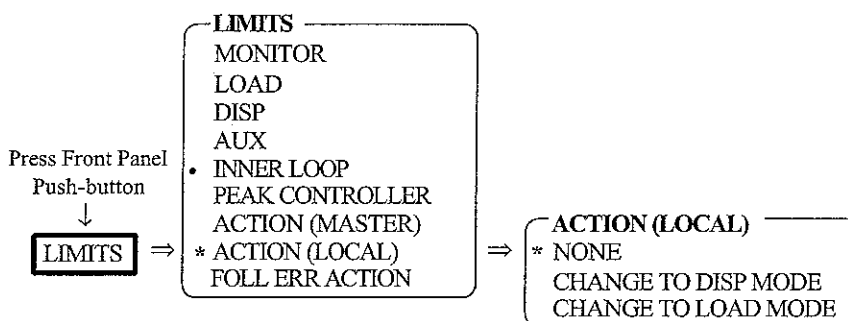 Press Front Panel
Push-button
↓
LIMITS
⇒
LIMITS
MONITOR
LOAD
DISP
AUX
• INNER LOOP
PEAK CONTROLLER
ACTION (MASTER)
* ACTION (LOCAL)
FOLL ERR ACTION
⇒
ACTION (LOCAL)
* NONE
CHANGE TO DISP MODE
CHANGE TO LOAD MODE